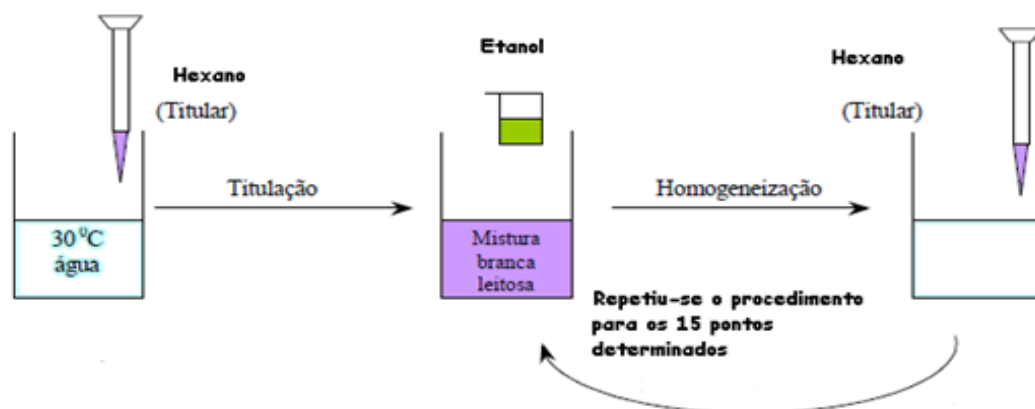 Hexano
(Titular)
30 ⁰C
água
Titulação
Etanol
Mistura
branca
leitosa
Homogeneização
Hexano
(Titular)
Repetiu-se o procedimento
para os 15 pontos
determinados